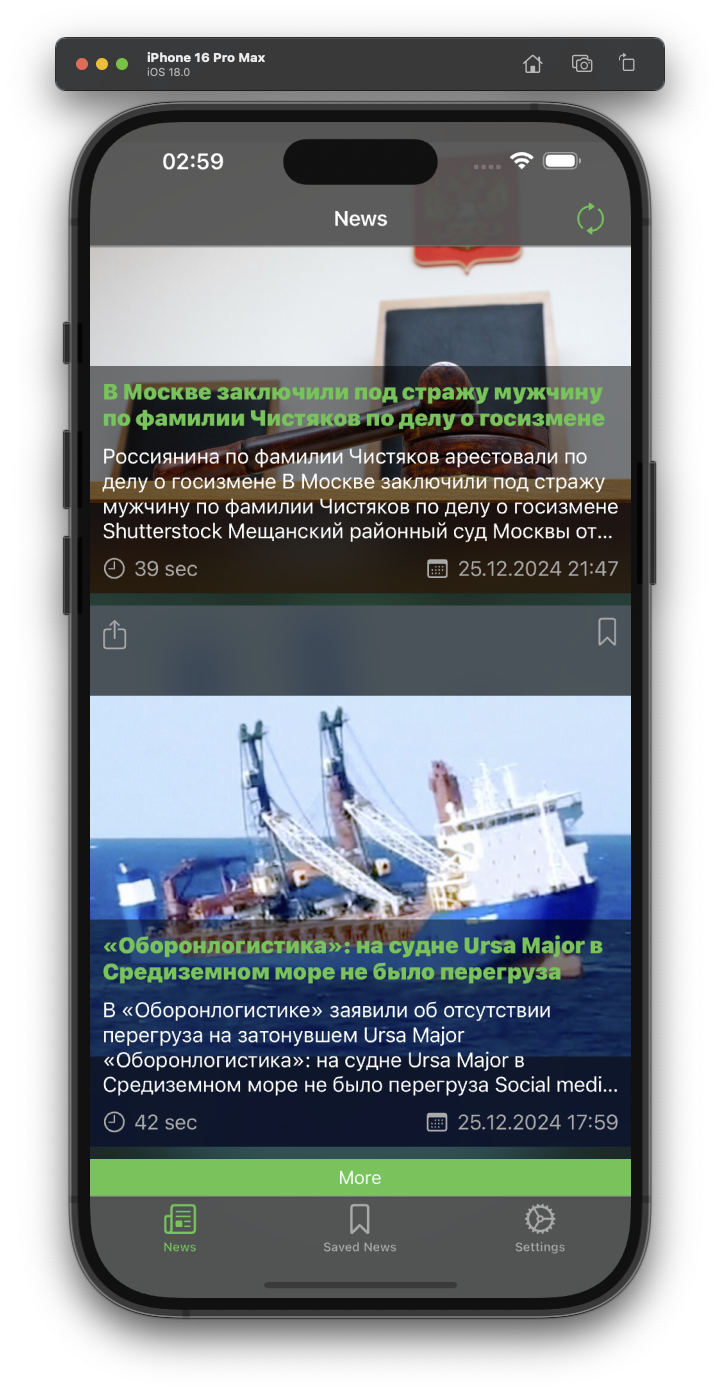 iPhone 16 Pro Max
iOS 18.0
02:59
News
В Москве заключили под стражу мужчину
по фамилии Чистяков по делу о госизмене
Россиянина по фамилии Чистяков арестовали по
делу о госизмене В Москве заключили под стражу
мужчину по фамилии Чистяков по делу о госизмене
Shutterstock Мещанский районный суд Москвы от...
39 sec 25.12.2024 21:47
«Оборонлогистика»: на судне Ursa Major в
Средиземном море не было перегруза
В «Оборонлогистике» заявили об отсутствии
перегруза на затонувшем Ursa Major
«Оборонлогистика»: на судне Ursa Major в
Средиземном море не было перегруза Social medi...
42 sec 25.12.2024 17:59
More
News Saved News Settings